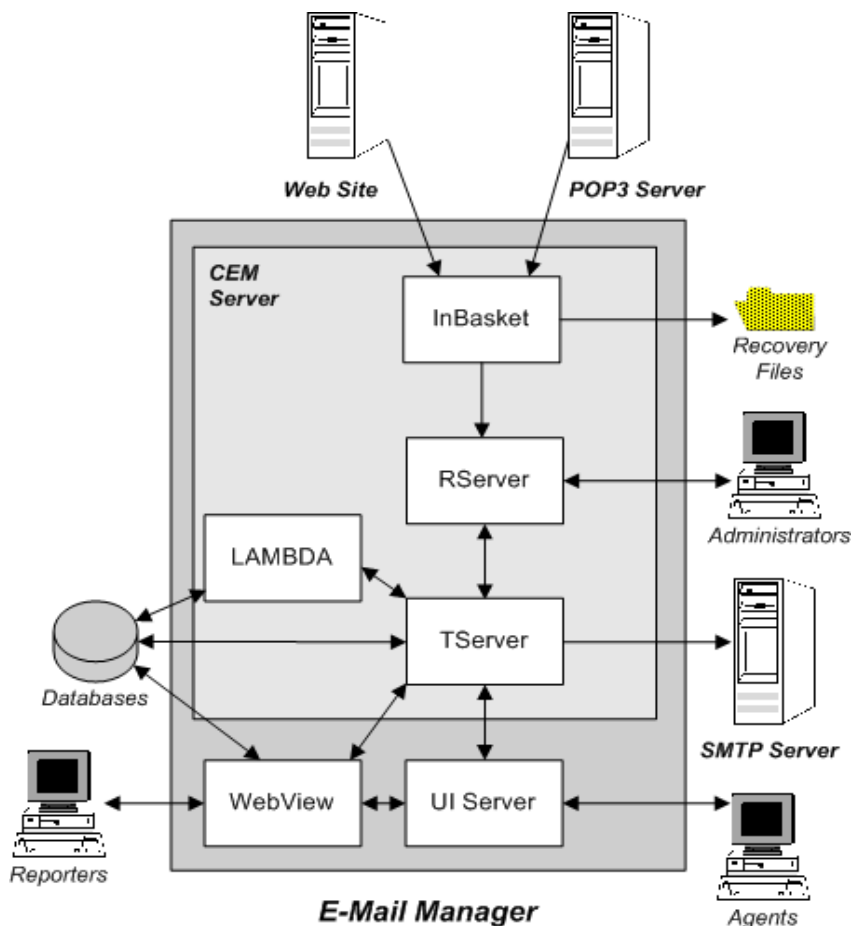 Web Site
POP3 Server
CEM
Server
InBasket
Recovery
Files
RServer
Administrators
LAMBDA
TServer
Databases
SMTP Server
WebView
UI Server
Reporters
Agents
E-Mail Manager